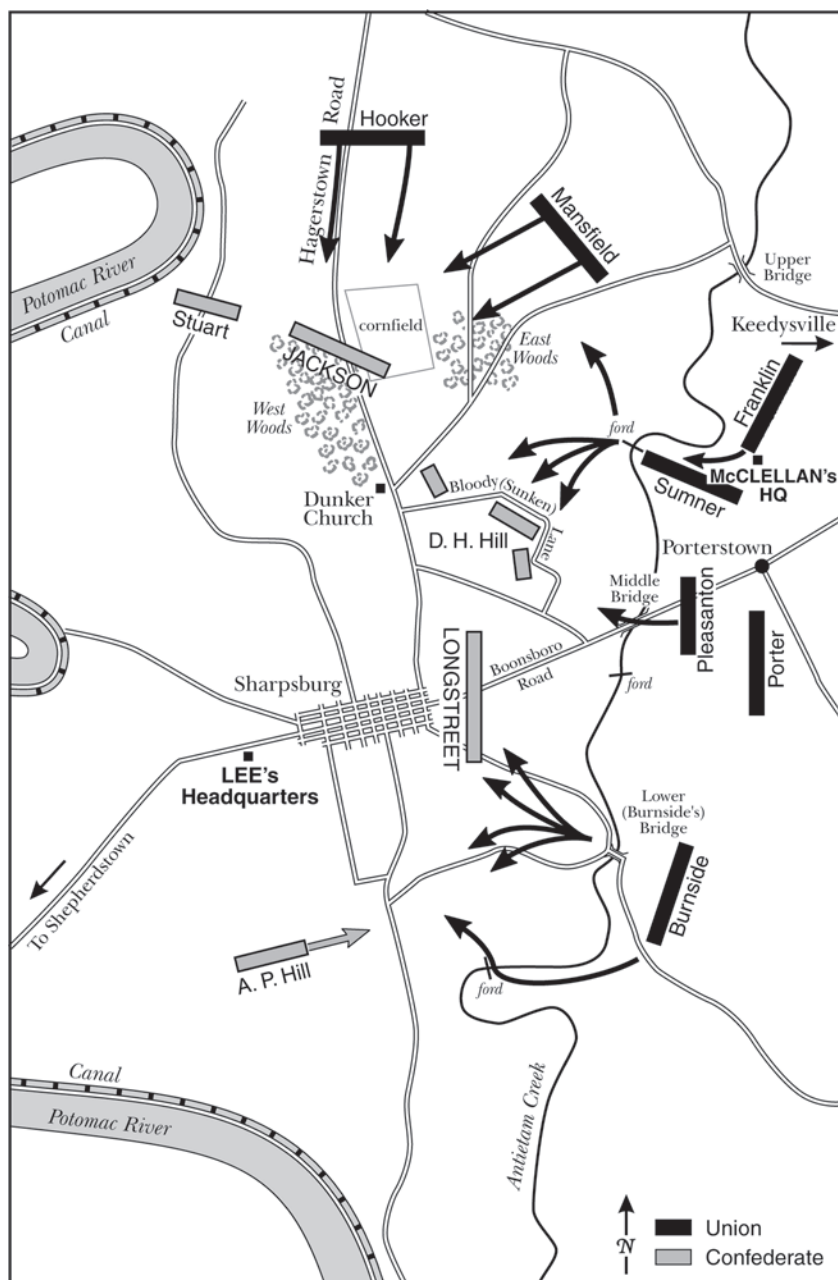 Hooker
Hagerstown Road
Mansfield
Potomac River
Canal
Upper
Bridge
Stuart
cornfield
Keedysville
JACKSON
East
Woods
Franklin
West
Woods
ford
McCLELLAN's
HQ
Sumner
Bloody (Sunken)
Lane
Dunker
Church
D. H. Hill
Porterstown
Middle
Bridge
Pleasanton
Porter
LONGSTREET
Boonsboro
Road
ford
Sharpsburg
LEE's
Headquarters
Lower
(Burnside's)
Bridge
Burnside
To Shepherdstown
A. P. Hill
ford
Canal
Potomac River
Antietam Creek
N
Union
Confederate